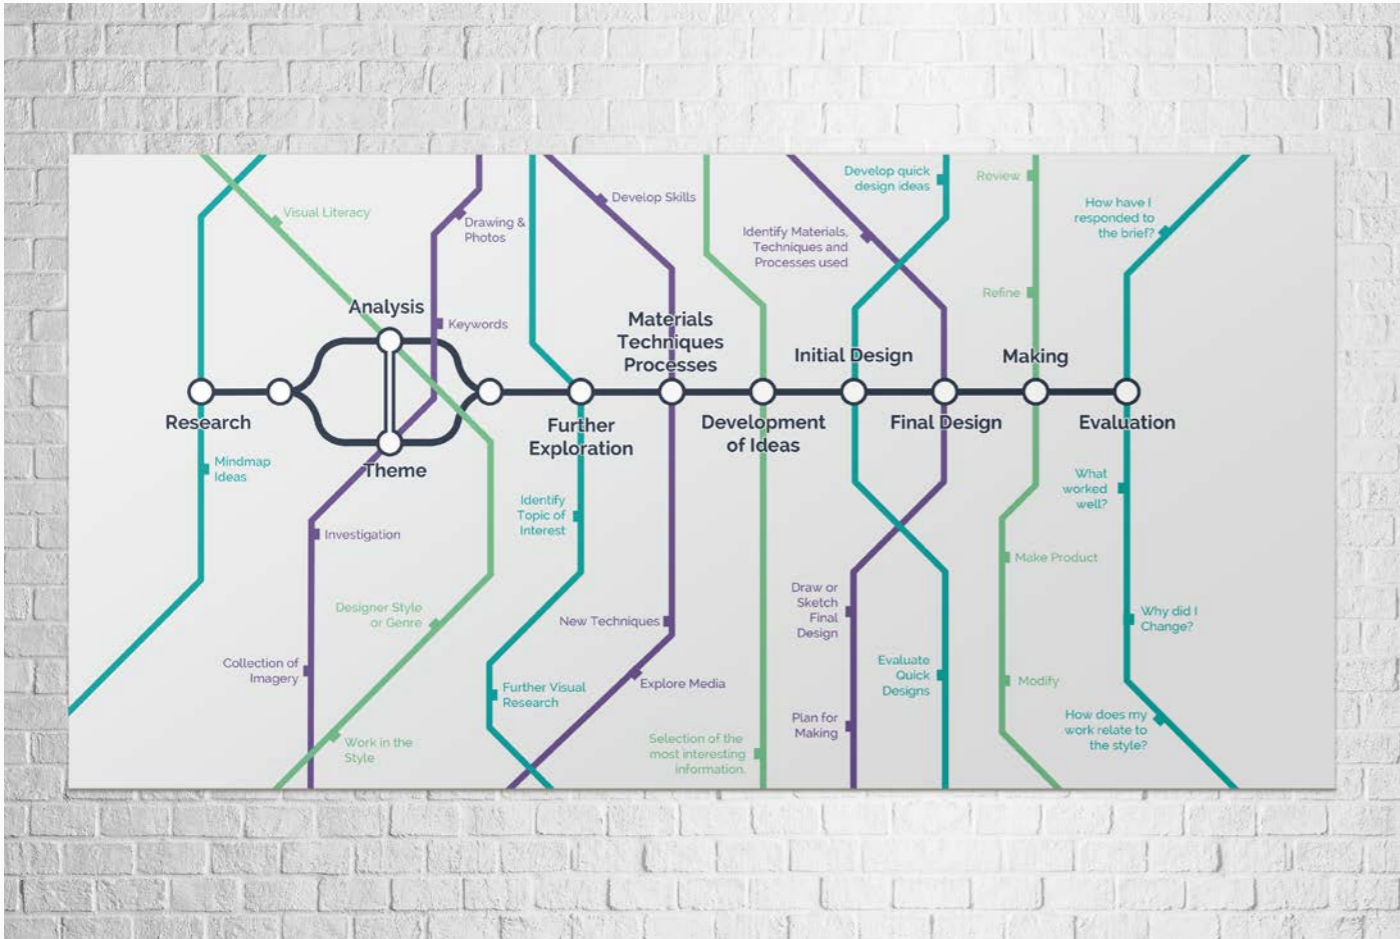 Visual Literacy
Drawing &
Photos
Analysis
Keywords
Research
Mindmap
Ideas
Theme
Investigation
Designer Style
or Genre
Collection of
Imagery
Work in the
Style
Develop Skills
Materials
Techniques
Processes
Further
Exploration
Identify
Topic of
Interest
New Techniques
Further Visual
Research
Explore Media
Development
of Ideas
Selection of the
most interesting
information.
Develop quick
design ideas
Identify Materials,
Techniques and
Processes used
Initial Design
Final Design
Draw or
Sketch
Final
Design
Evaluate
Quick
Designs
Plan for
Making
Review
Refine
Making
Make Product
Modify
How have I
responded to
the brief?
Evaluation
What
worked
well?
Why did I
Change?
How does my
work relate to
the style?